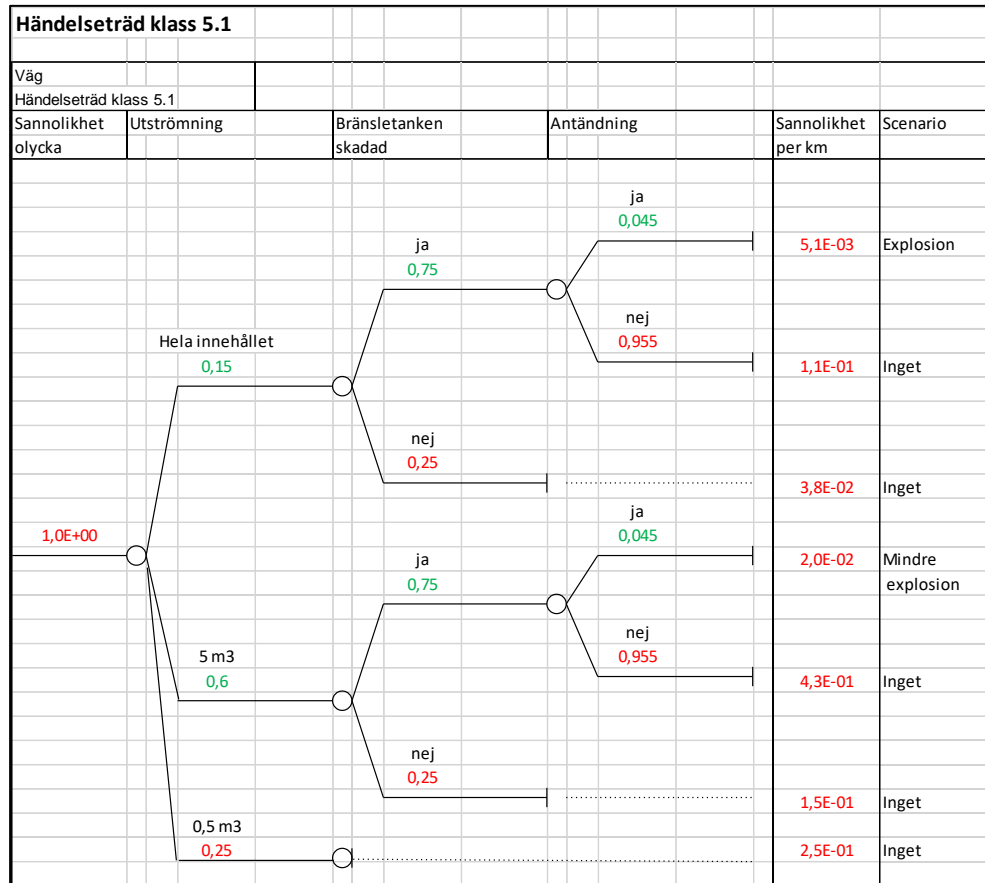 Händelseträd klass 5.1
Väg
Händelseträd klass 5.1
Sannolikhet olycka
Utströmning
Bränsletanken skadad
Antändning
Sannolikhet per km
Scenario
ja
0,045
5,1E-03
Explosion
ja
0,75
nej
0,955
1,1E-01
Inget
Hela innehållet
0,15
nej
0,25
3,8E-02
Inget
1,0E+00
ja
0,045
2,0E-02
Mindre
explosion
ja
0,75
nej
0,955
4,3E-01
Inget
5 m3
0,6
nej
0,25
1,5E-01
Inget
0,5 m3
0,25
2,5E-01
Inget